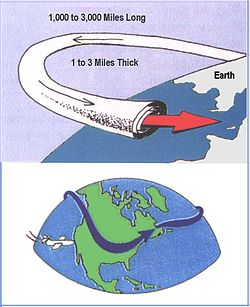 1,000 to 3,000 Miles Long
1 to 3 Miles Thick
Earth